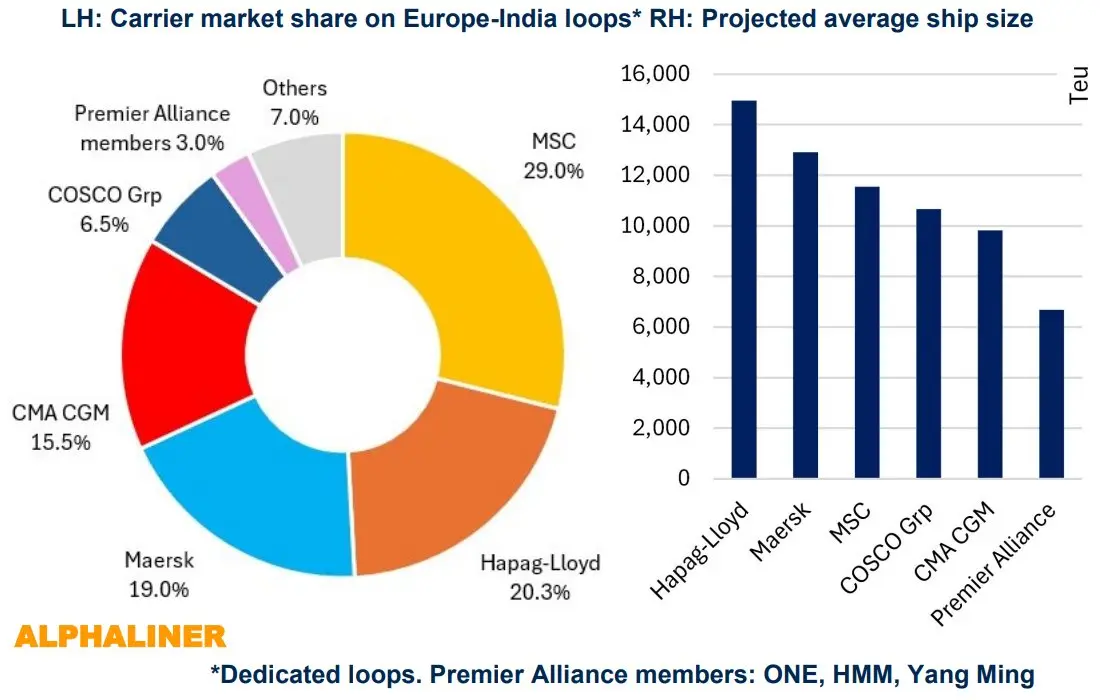 LH: Carrier market share on Europe-India loops* RH: Projected average ship size
Others
7.0%
Premier Alliance
members 3.0%
MSC
29.0%
COSCO Grp
6.5%
CMA CGM
15.5%
Maersk
19.0%
Hapag-Lloyd
20.3%
Teu
16,000
14,000
12,000
10,000
8,000
6,000
4,000
2,000
0
Hapag-Lloyd
Maersk
MSC
COSCO Grp
CMA CGM
Premier Alliance
ALPHALINER
*Dedicated loops. Premier Alliance members: ONE, HMM, Yang Ming